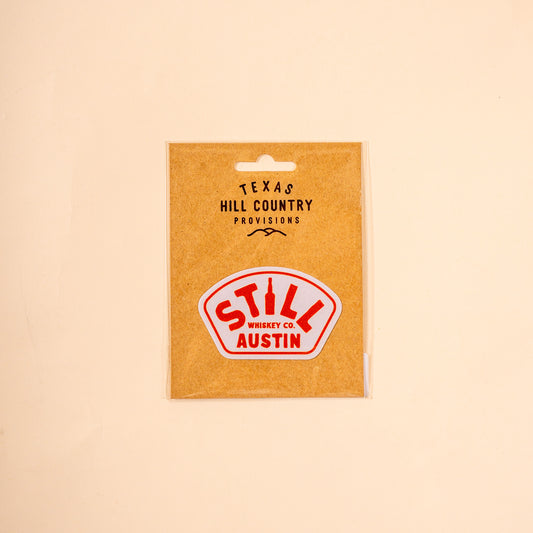 TEXAS
HILL COUNTRY
PROVISIONS
STILL
WHISKEY CO.
AUSTIN